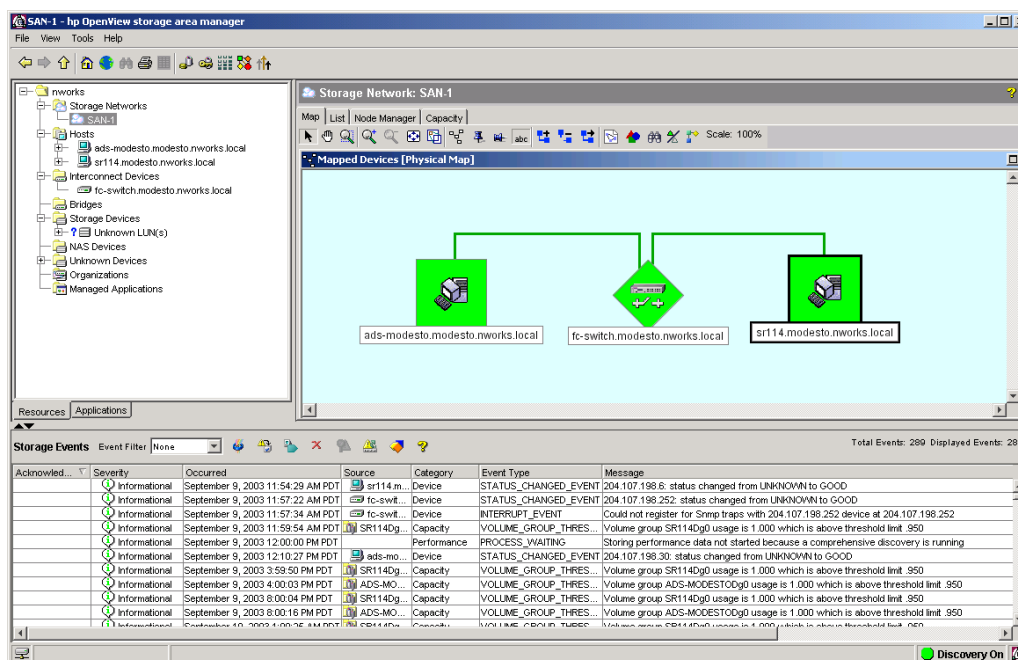 SAN-1 - hp OpenView storage area manager
File View Tools Help
nworks
Storage Networks
SAN-1
Hosts
ads-modesto.modesto.nworks.local
sr114.modesto.nworks.local
Interconnect Devices
fc-switch.modesto.nworks.local
Bridges
Storage Devices
? Unknown LUN(s)
NAS Devices
Unknown Devices
Organizations
Managed Applications
Resources Applications
Storage Network: SAN-1
Map List Node Manager Capacity
abc Scale: 100%
Mapped Devices [Physical Map]
ads-modesto.modesto.nworks.local
fc-switch.modesto.nworks.local
sr114.modesto.nworks.local
Storage Events Event Filter None Total Events: 289 Displayed Events: 28
Acknowled... Severity Occurred Source Category Event Type Message
Informational September 9, 2003 11:54:29 AM PDT sr114.m... Device STATUS_CHANGED_EVENT 204.107.198.6: status changed from UNKNOWN to GOOD
Informational September 9, 2003 11:57:22 AM PDT fc-swit... Device STATUS_CHANGED_EVENT 204.107.198.252: status changed from UNKNOWN to GOOD
Informational September 9, 2003 11:57:34 AM PDT fc-swit... Device INTERRUPT_EVENT Could not register for Snmp traps with 204.107.198.252 device at 204.107.198.252
Informational September 9, 2003 11:59:54 AM PDT SR114Dg... Capacity VOLUME_GROUP_THRES... Volume group SR114Dg0 usage is 1.000 which is above threshold limit .950
Informational September 9, 2003 12:00:00 PM PDT Performance PROCESS_WAITING Storing performance data not started because a comprehensive discovery is running
Informational September 9, 2003 12:10:27 PM PDT ads-mo... Device STATUS_CHANGED_EVENT 204.107.198.30: status changed from UNKNOWN to GOOD
Informational September 9, 2003 3:59:50 PM PDT SR114Dg... Capacity VOLUME_GROUP_THRES... Volume group SR114Dg0 usage is 1.000 which is above threshold limit .950
Informational September 9, 2003 4:00:03 PM PDT ADS-MO... Capacity VOLUME_GROUP_THRES... Volume group ADS-MODESTODg0 usage is 1.000 which is above threshold limit .950
Informational September 9, 2003 8:00:04 PM PDT SR114Dg... Capacity VOLUME_GROUP_THRES... Volume group SR114Dg0 usage is 1.000 which is above threshold limit .950
Informational September 9, 2003 8:00:16 PM PDT ADS-MO... Capacity VOLUME_GROUP_THRES... Volume group ADS-MODESTODg0 usage is 1.000 which is above threshold limit .950
Discovery On